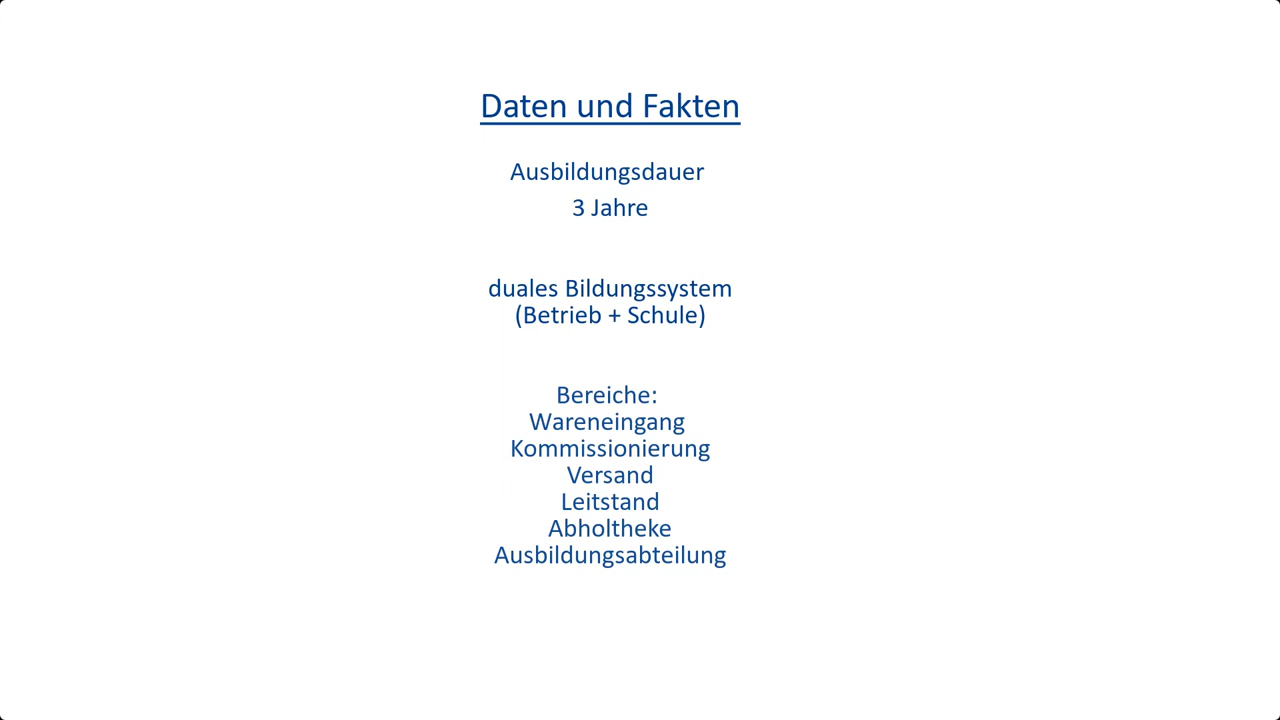 Daten und Fakten
Ausbildungsdauer
3 Jahre
duales Bildungssystem
(Betrieb + Schule)
Bereiche:
Wareneingang
Kommissionierung
Versand
Leitstand
Abholtheke
Ausbildungsabteilung